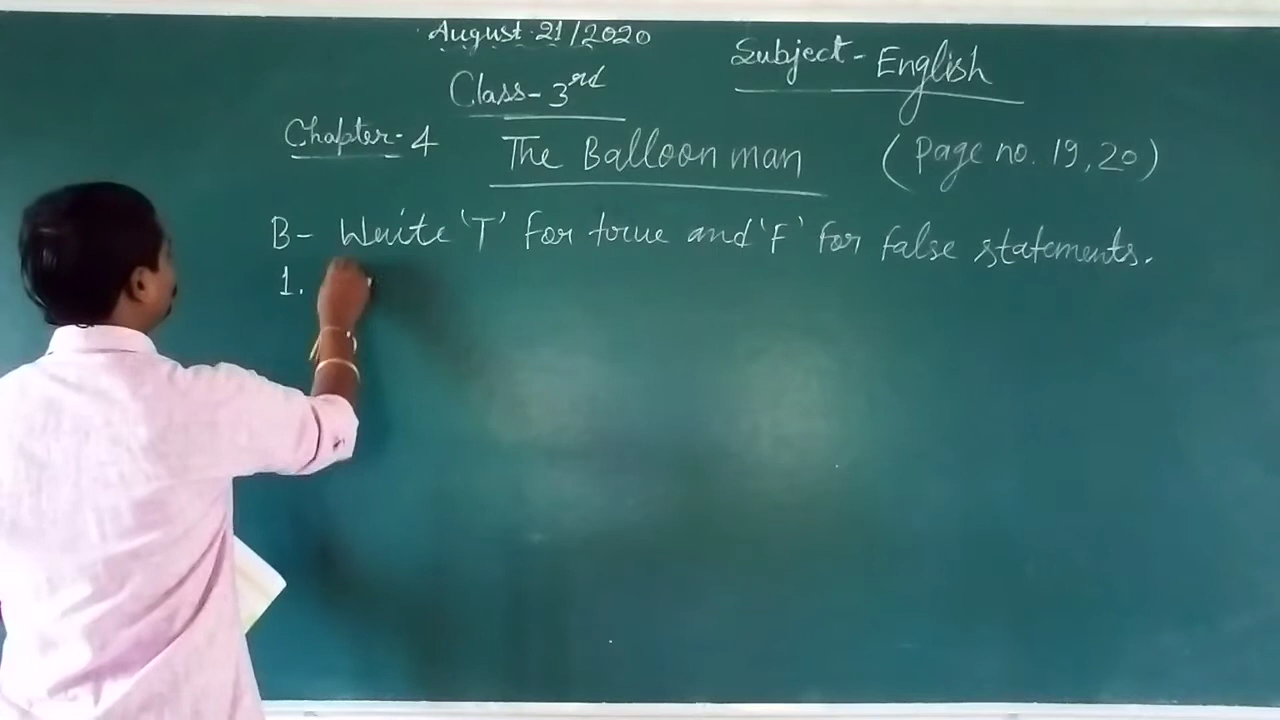 August 21/2020
Subject- English
Class- 3rd
Chapter- 4 The Balloon man (Page no. 19,20)
B- Write 'T' for true and 'F' for false statements.
1.